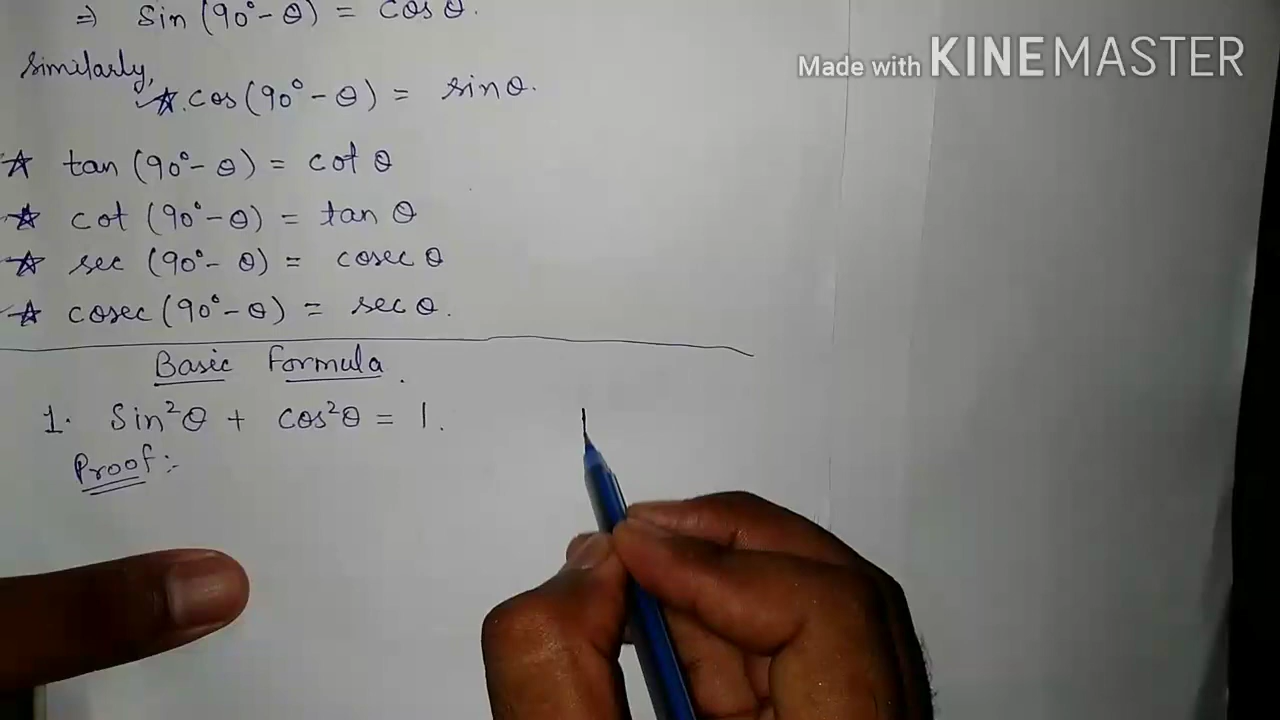 ⇒ Sin (90° - θ) = cos θ.
Similarly,
☆. cos (90° - θ) = sin θ.
☆ tan (90° - θ) = cot θ
☆ cot (90° - θ) = tan θ
☆ sec (90° - θ) = cosec θ
☆ cosec (90° - θ) = sec θ.
Basic Formula.
1. Sin²θ + cos²θ = 1.
Proof :-
Made with KINEMASTER